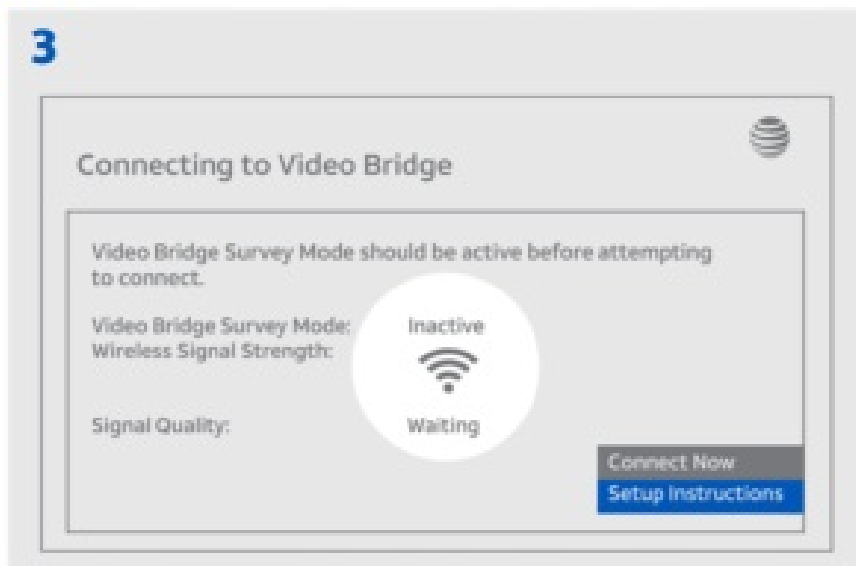 3
Connecting to Video Bridge
Video Bridge Survey Mode should be active before attempting
to connect.
Video Bridge Survey Mode: Inactive
Wireless Signal Strength:
Signal Quality: Waiting
Connect Now
Setup Instructions